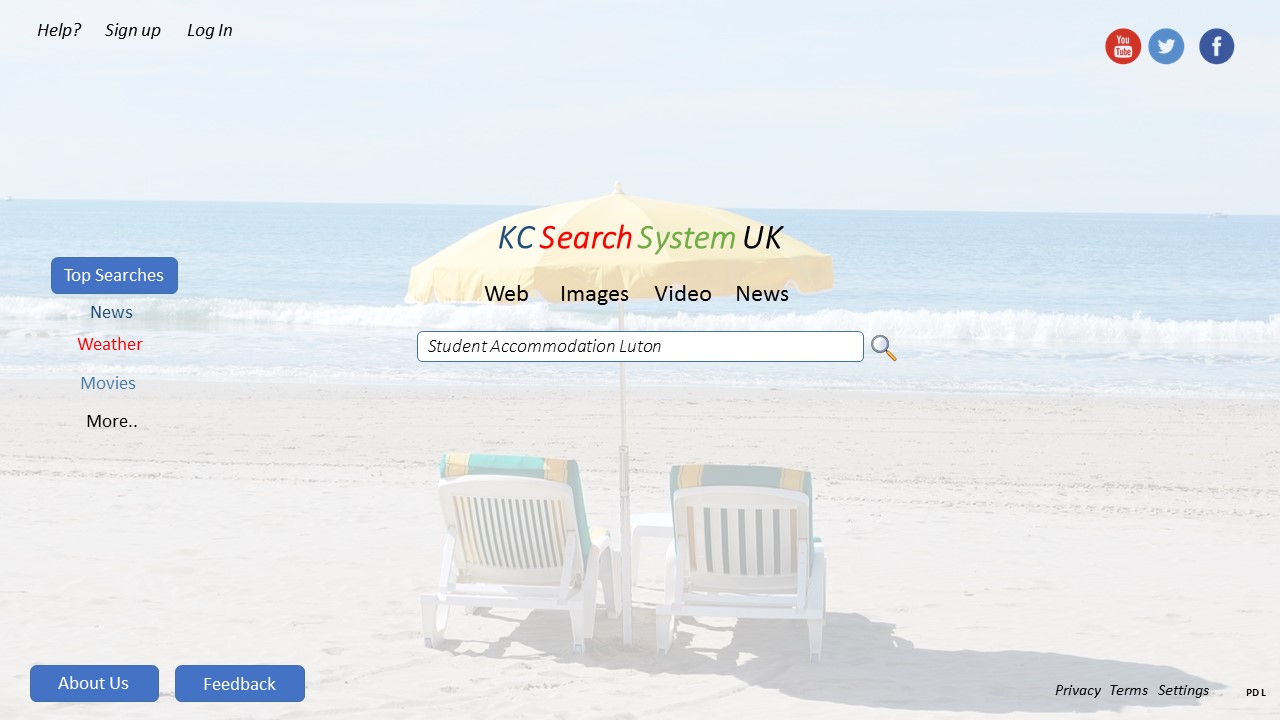 Help? Sign up Log In
You
Tube
KC Search System UK
Top Searches
Web Images Video News
News
Weather
Student Accommodation Luton
Movies
More..
About Us Feedback
Privacy Terms Settings PDL